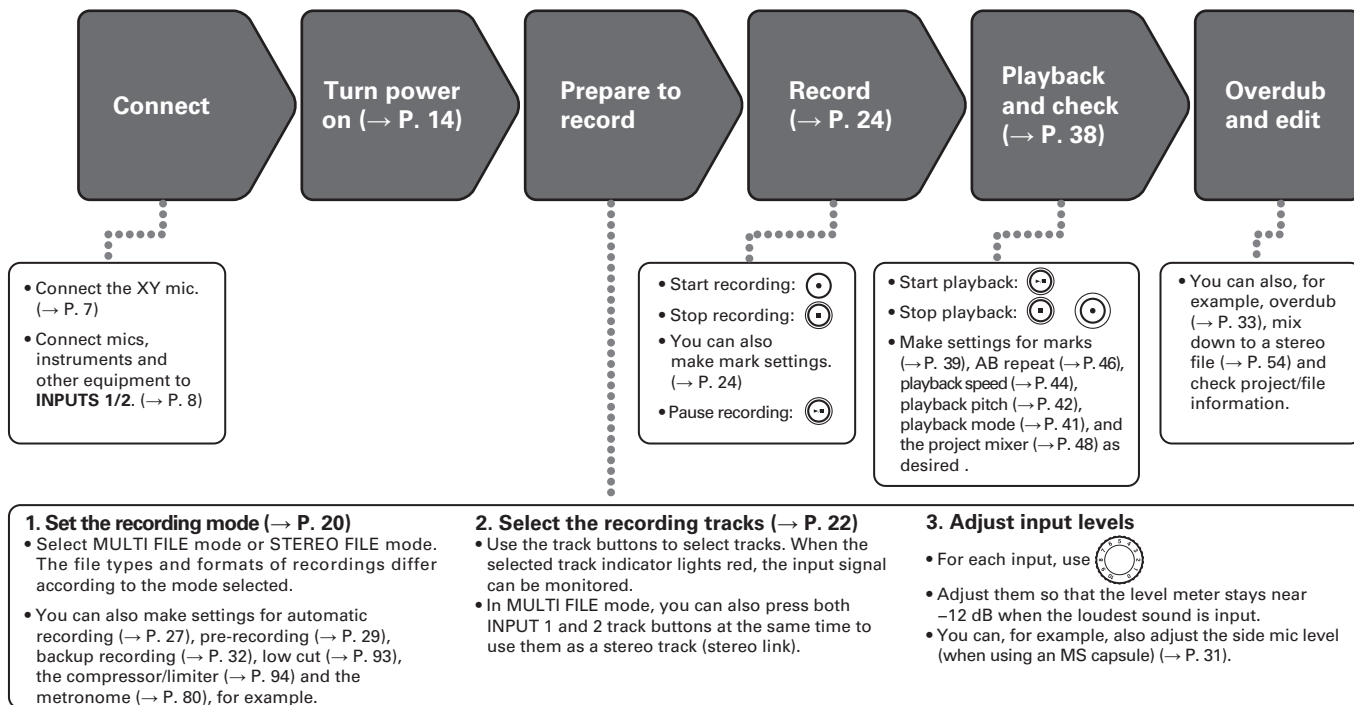 Connect
Turn power
on (→ P. 14)
Prepare to
record
Record
(→ P. 24)
Playback
and check
(→ P. 38)
Overdub
and edit
• Connect the XY mic.
(→ P. 7)
• Connect mics,
instruments and
other equipment to
INPUTS 1/2. (→ P. 8)
• Start recording:
• Stop recording:
• You can also
make mark settings.
(→ P. 24)
• Pause recording:
• Start playback:
• Stop playback:
• Make settings for marks
(→ P. 39), AB repeat (→ P. 46),
playback speed (→ P. 44),
playback pitch (→ P. 42),
playback mode (→ P. 41), and
the project mixer (→ P. 48) as
desired .
• You can also, for
example, overdub
(→ P. 33), mix
down to a stereo
file (→ P. 54) and
check project/file
information.
1. Set the recording mode (→ P. 20)
• Select MULTI FILE mode or STEREO FILE mode.
The file types and formats of recordings differ
according to the mode selected.
• You can also make settings for automatic
recording (→ P. 27), pre-recording (→ P. 29),
backup recording (→ P. 32), low cut (→ P. 93),
the compressor/limiter (→ P. 94) and the
metronome (→ P. 80), for example.
2. Select the recording tracks (→ P. 22)
• Use the track buttons to select tracks. When the
selected track indicator lights red, the input signal
can be monitored.
• In MULTI FILE mode, you can also press both
INPUT 1 and 2 track buttons at the same time to
use them as a stereo track (stereo link).
3. Adjust input levels
• For each input, use
• Adjust them so that the level meter stays near
−12 dB when the loudest sound is input.
• You can, for example, also adjust the side mic level
(when using an MS capsule) (→ P. 31).